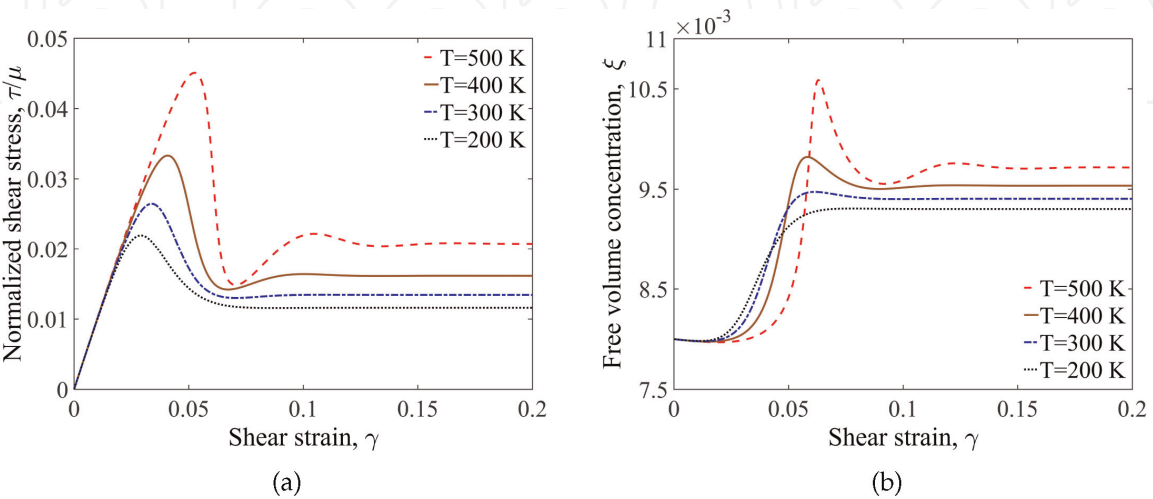 0.05
0.04
0.03
0.02
0.01
0
Normalized shear stress, τ/μ
T=500 K
T=400 K
T=300 K
T=200 K
0
0.05
0.1
0.15
0.2
Shear strain, γ
(a)
×10⁻³
11
10.5
9.5
8.5
7.5
Free volume concentration, ξ
T=500 K
T=400 K
T=300 K
T=200 K
0
0.05
0.1
0.15
0.2
Shear strain, γ
(b)